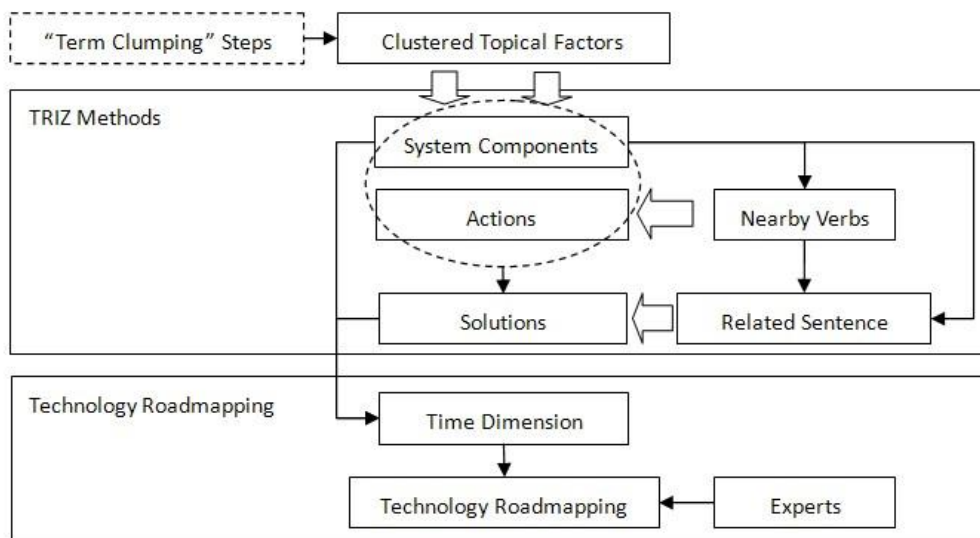 “Term Clumping” Steps
Clustered Topical Factors
TRIZ Methods
System Components
Actions
Nearby Verbs
Solutions
Related Sentence
Technology Roadmapping
Time Dimension
Technology Roadmapping
Experts